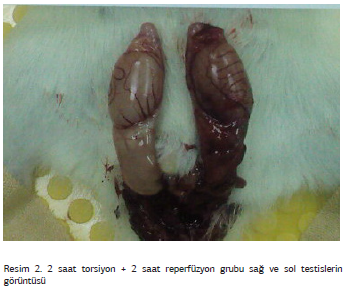 Resim 2. 2 saat torsiyon + 2 saat reperfüzyon grubu sağ ve sol testislerin
görüntüsü